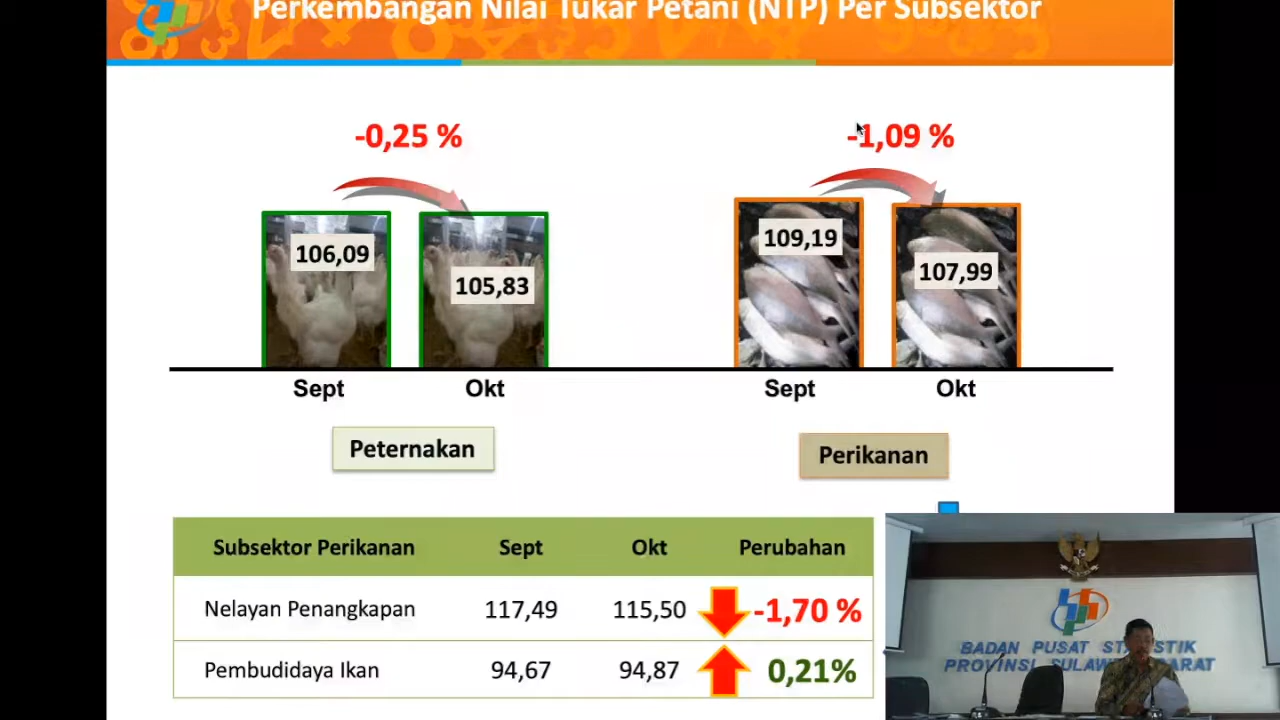 Perkembangan Nilai Tukar Petani (NTP) Per Subsektor
-0,25 %
-1,09 %
106,09
105,83
109,19
107,99
Sept
Okt
Sept
Okt
Peternakan
Perikanan
Subsektor Perikanan Sept Okt Perubahan
Nelayan Penangkapan 117,49 115,50 -1,70 %
Pembudidaya Ikan 94,67 94,87 0,21%
BADAN PUSAT STATISTIK
PROVINSI SULAWESI BARAT